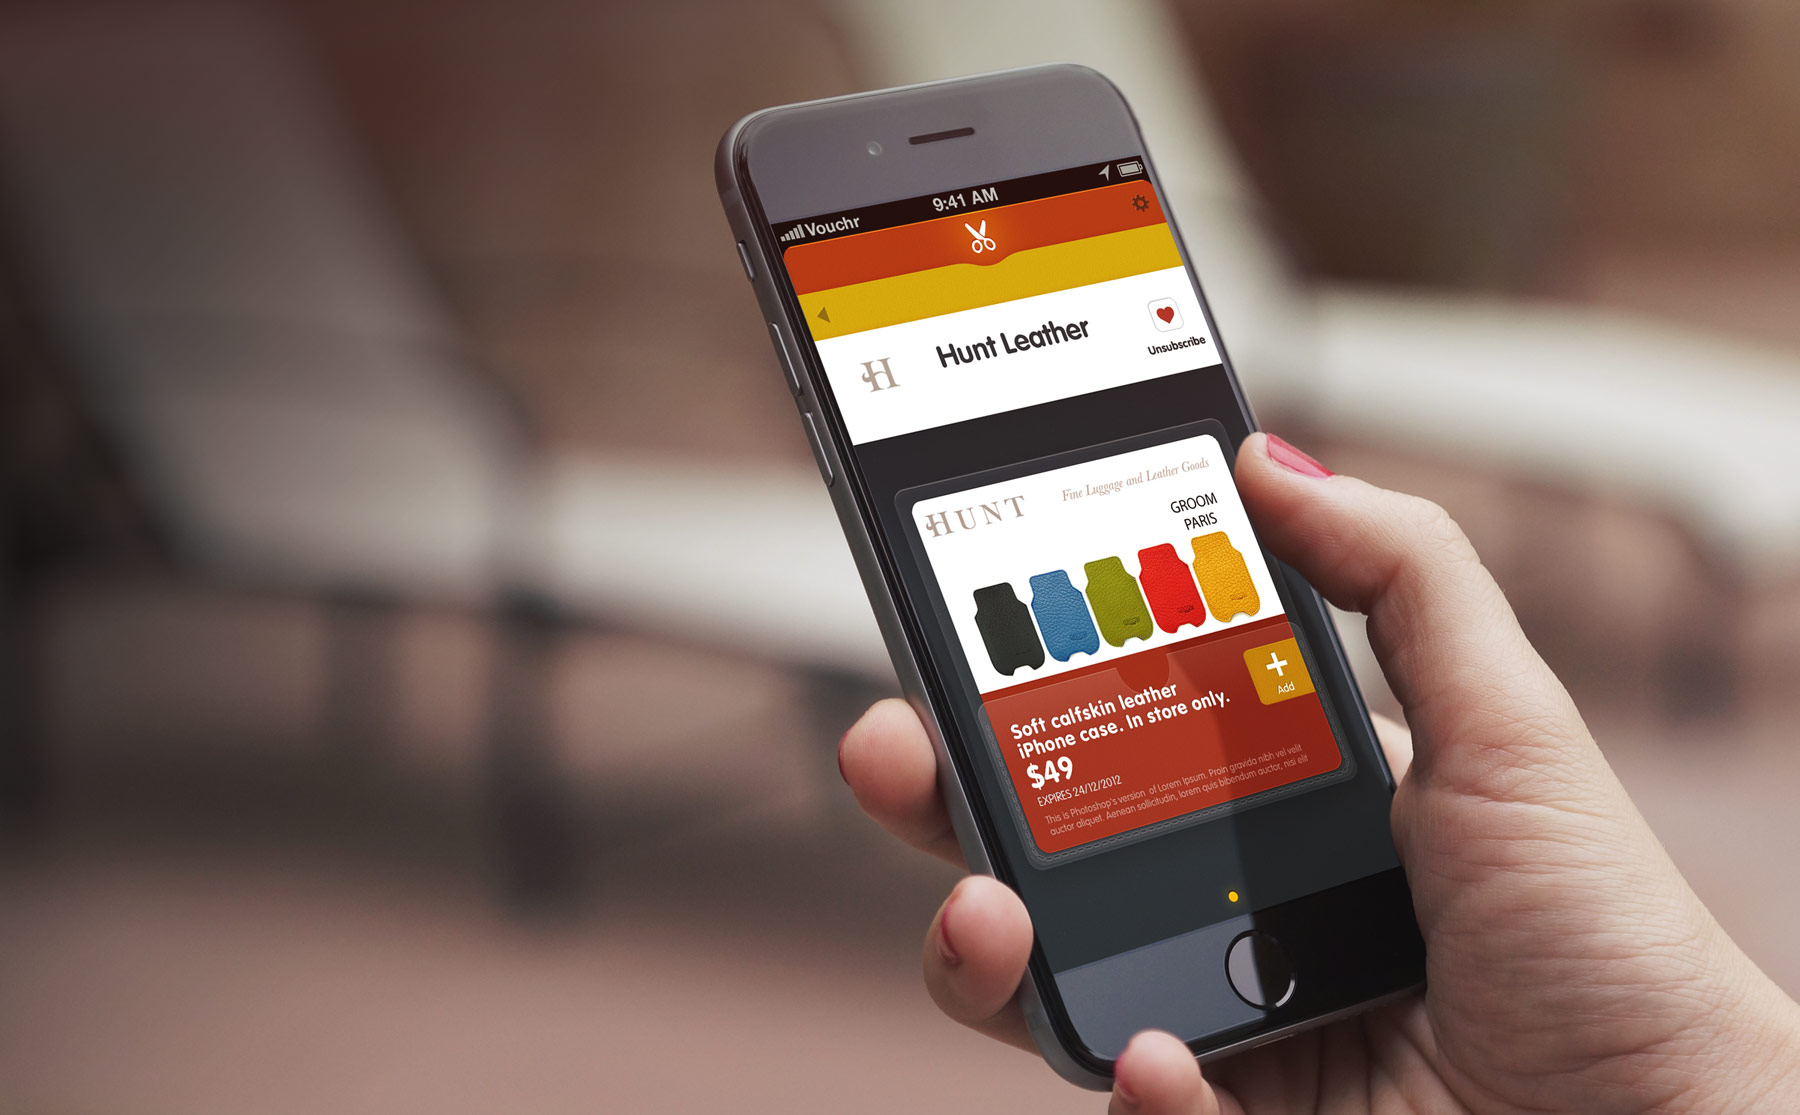 Vouchr
9:41 AM
Hunt Leather
H
Unsubscribe
HUNT
Fine Luggage and Leather Goods
GROOM
PARIS
Soft calfskin leather
iPhone case. In store only.
$49
EXPIRES 24/12/2012
This is Photoshop's version of Lorem Ipsum. Proin gravida nibh vel velit
auctor aliquet. Aenean sollicitudin, lorem quis bibendum auctor, nisi elit
Add